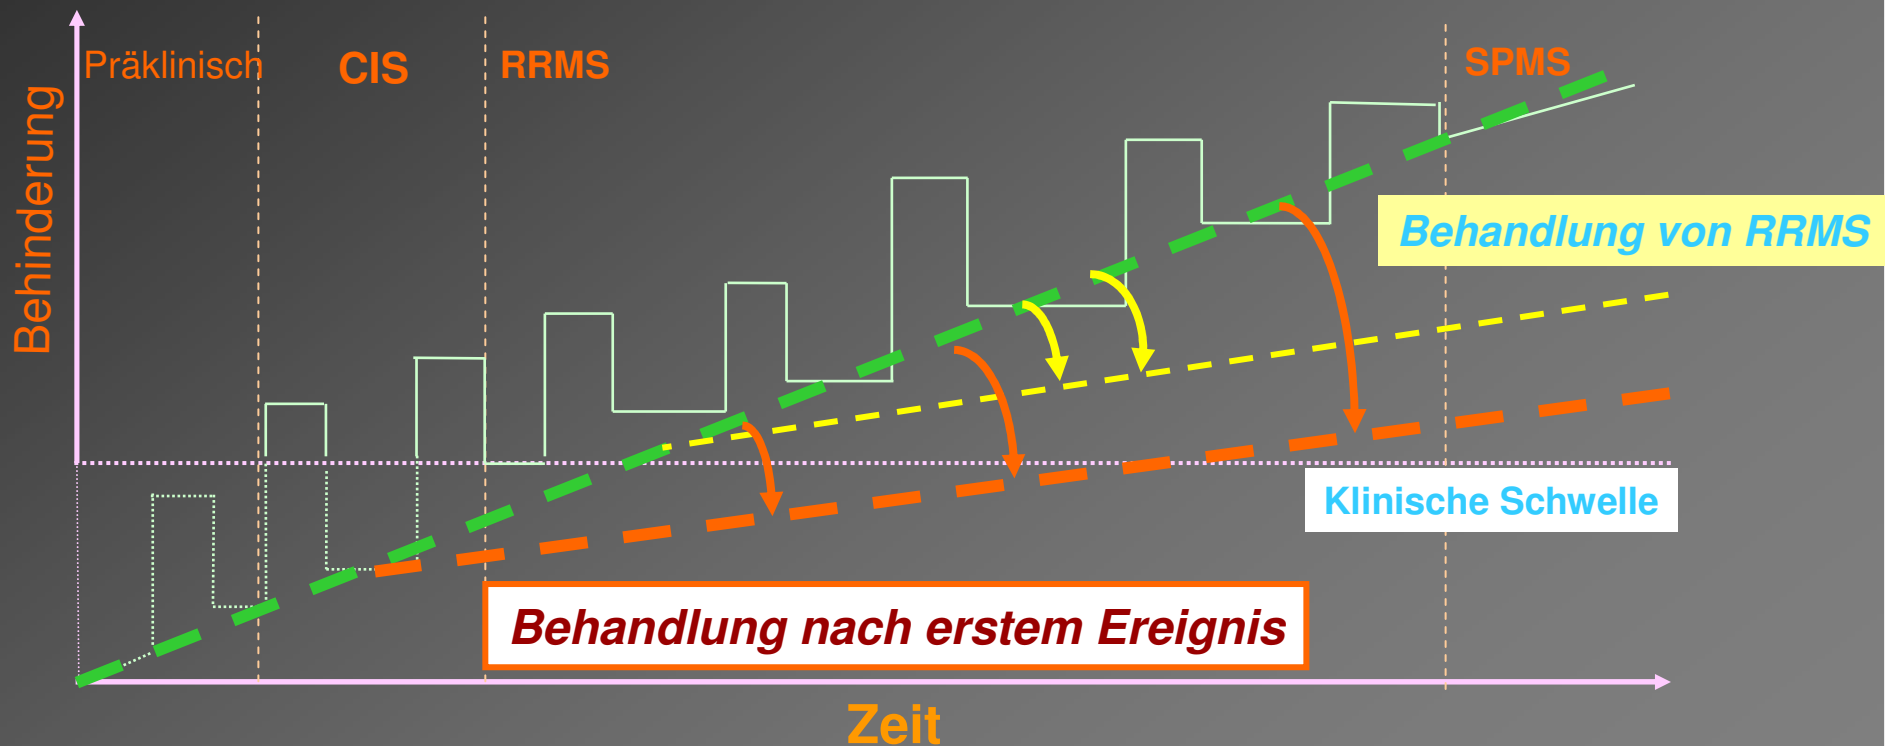 Präklinisch
CIS
RRMS
SPMS
Behinderung
Behandlung von RRMS
Klinische Schwelle
Behandlung nach erstem Ereignis
Zeit